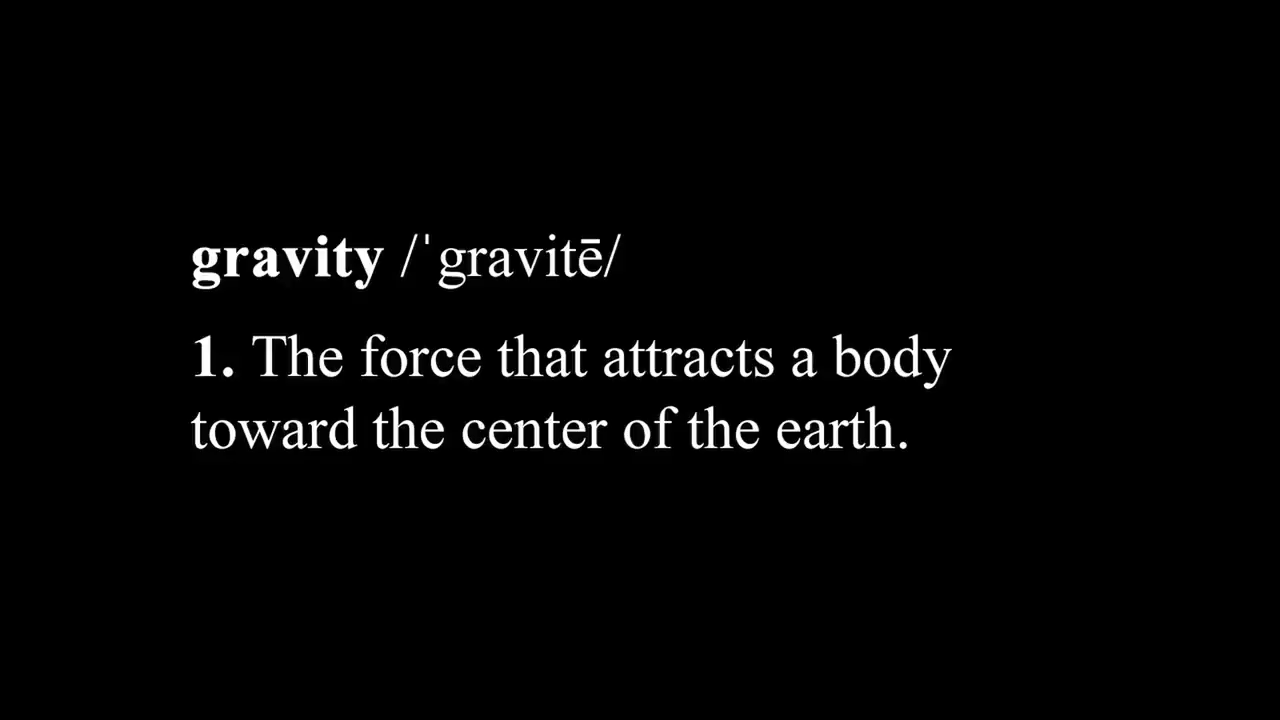 gravity /ˈgravitē/
1. The force that attracts a body
toward the center of the earth.